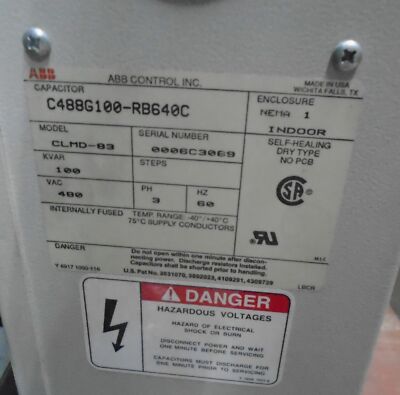 ABB
ABB CONTROL INC.
MADE IN USA
WICHITA FALLS, TX
CAPACITOR
C488G100-RB640C
ENCLOSURE
NEMA 1
INDOOR
MODEL
CLMD-83
SERIAL NUMBER
0006C3069
SELF-HEALING
DRY TYPE
NO PCB
KVAR
100
STEPS
VAC
480
PH
3
HZ
60
INTERNALLY FUSED
TEMP. RANGE: -40°/+40°C
75°C SUPPLY CONDUCTORS
DANGER
Do not open within one minute after discon-
necting power. Discharge resistors installed.
Capacitors shall be shorted prior to handling.
LBCR
DANGER
HAZARDOUS VOLTAGES
HAZARD OF ELECTRICAL
SHOCK OR BURN
DISCONNECT POWER AND WAIT
ONE MINUTE BEFORE SERVICING
CAPACITORS MUST DISCHARGE FOR
ONE MINUTE PRIOR TO SERVICING